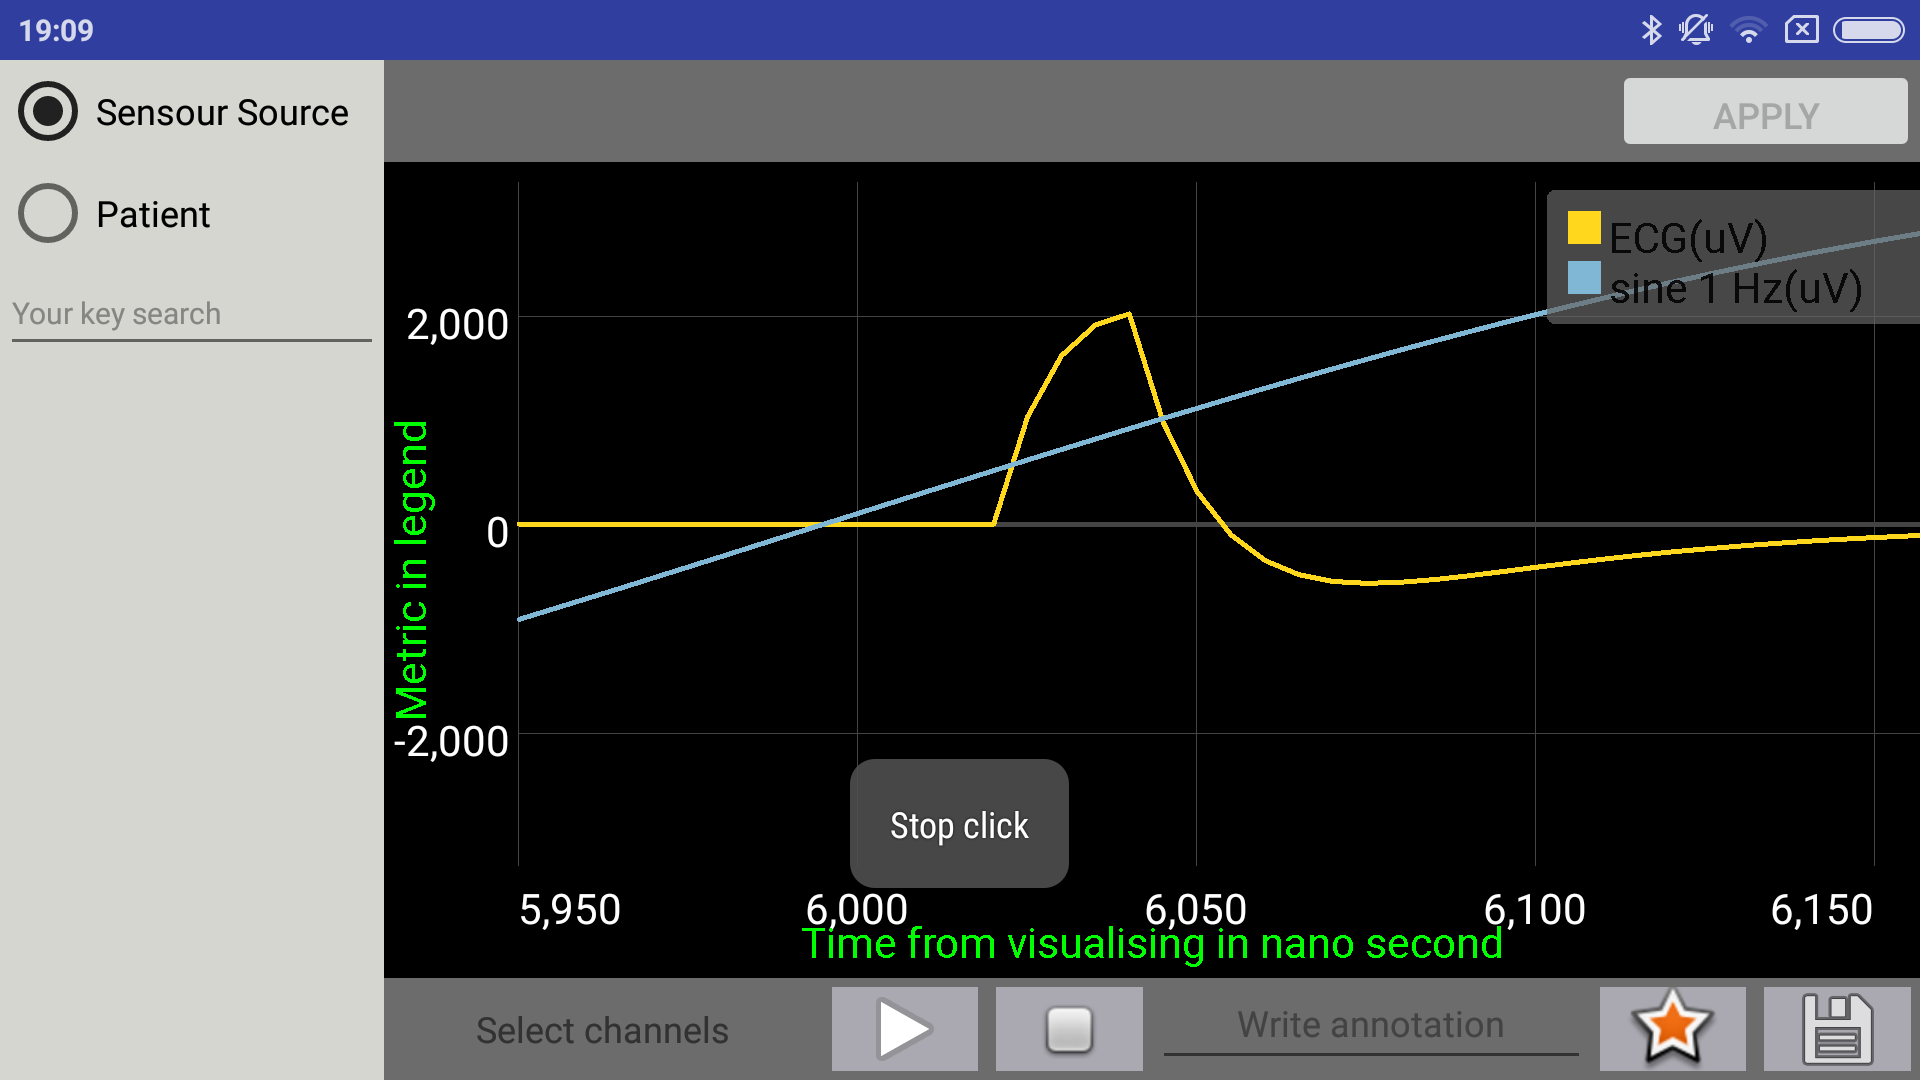 19:09
Sensour Source
Patient
Your key search
APPLY
ECG(uV)
sine 1 Hz(uV)
2,000
0
-2,000
Metric in legend
Stop click
5,950 6,000 6,050 6,100 6,150
Time from visualising in nano second
Select channels
Write annotation